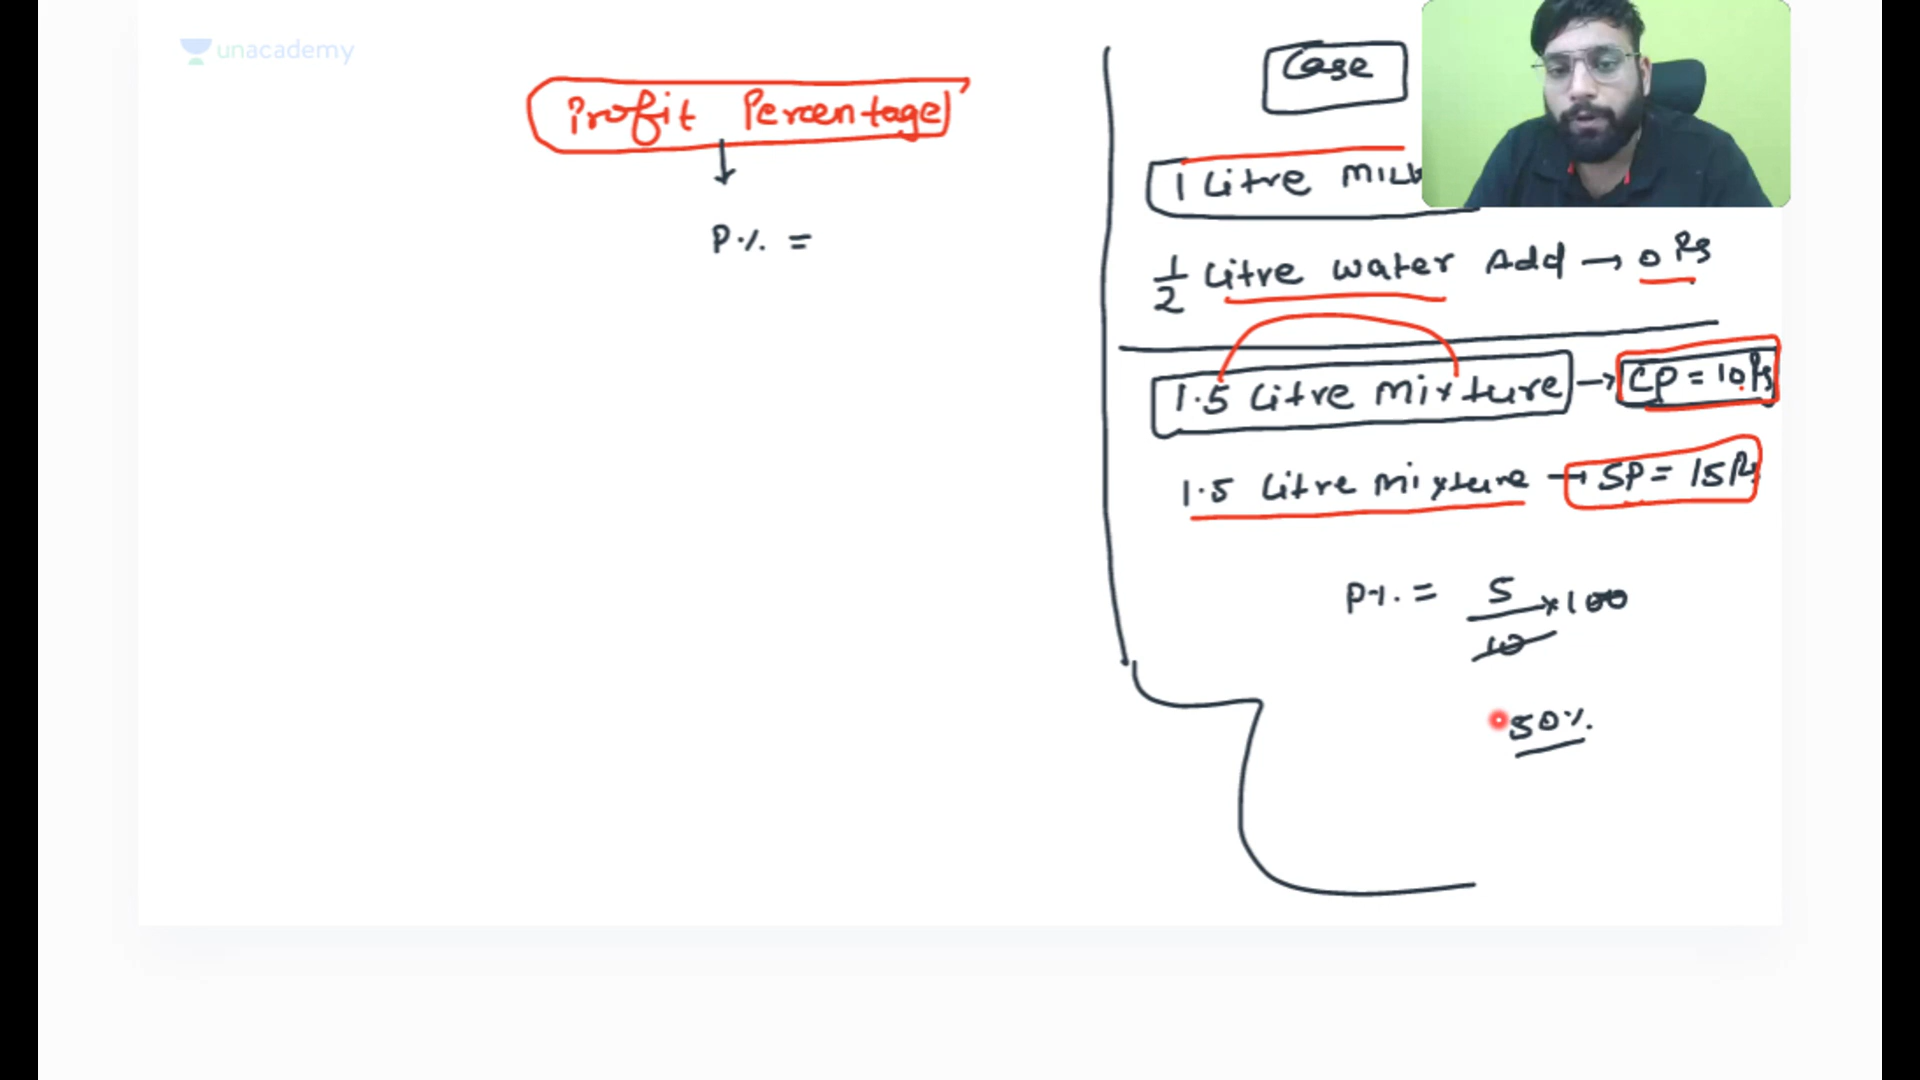 unacademy
Profit Percentage
P.% =
Case
1 Litre Milk
1/2 Litre water Add → 0 Rs
1.5 Litre Mixture → CP = 10 Rs
1.5 Litre Mixture → SP = 15 Rs
P.%. = 5/10 × 100
50%